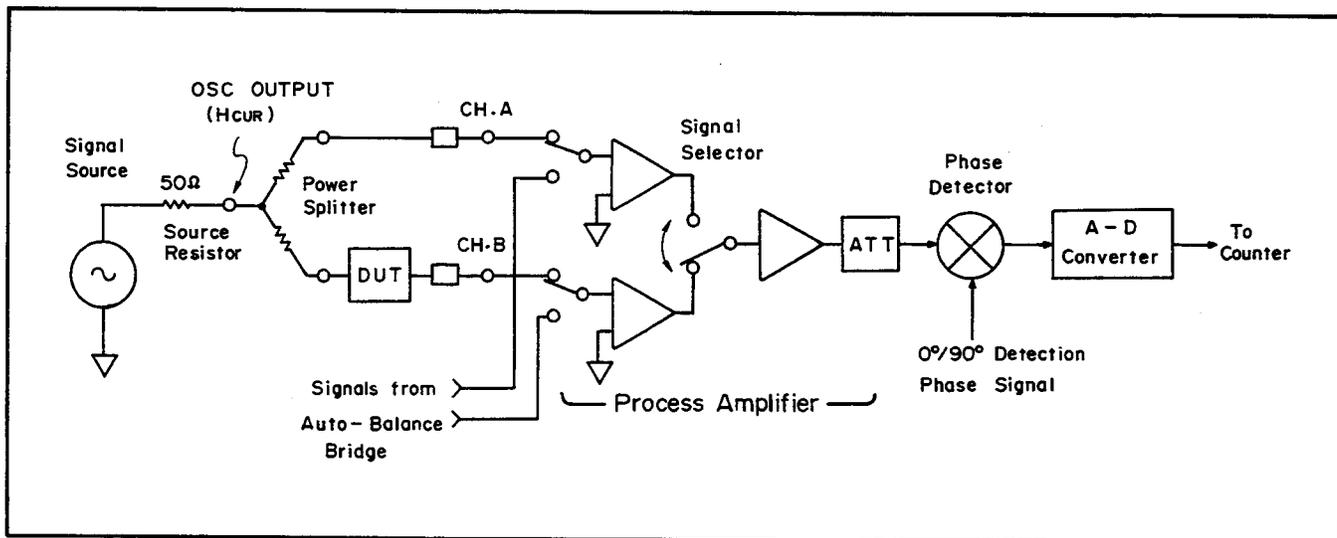 OSC OUTPUT
(HCUR)
CH.A
Signal
Selector
Signal
Source
50Ω
Power
Splitter
Source
Resistor
Phase
Detector
CH-B
DUT
ATT
A-D
Converter
To
Counter
0°/90° Detection
Phase Signal
Signals from
Auto-Balance
Bridge
Process Amplifier